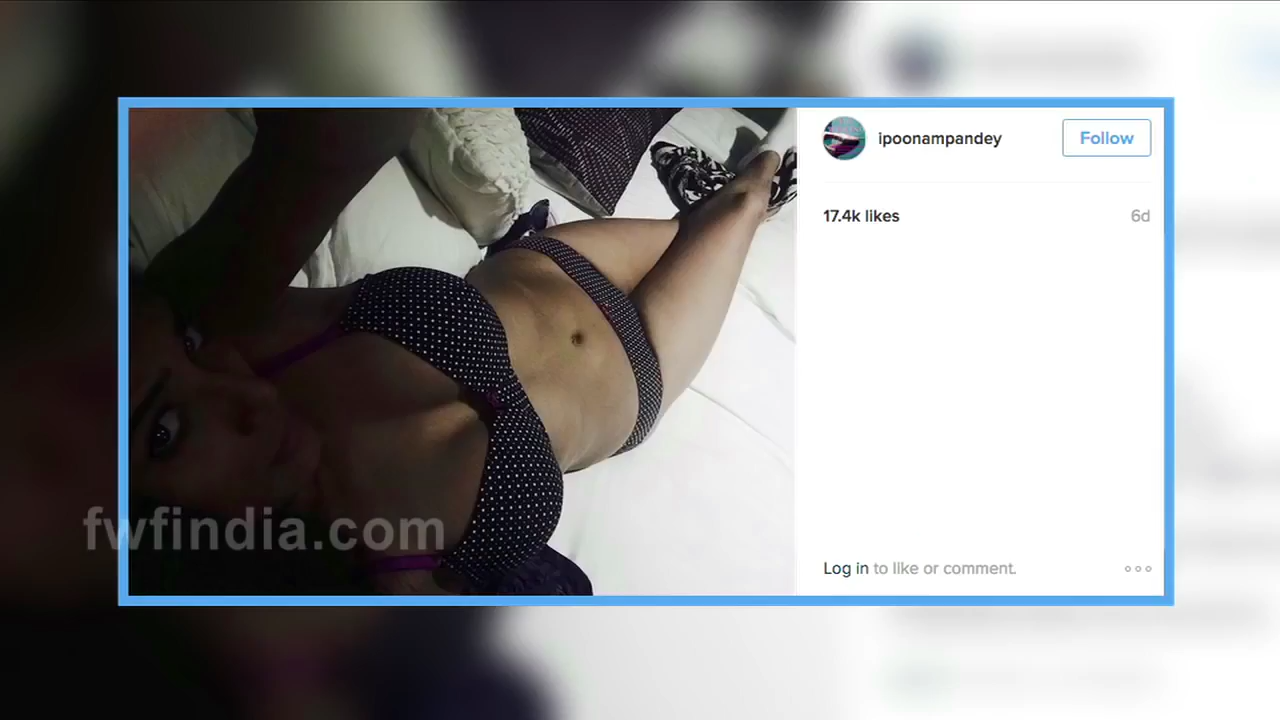 ipoonampandey
Follow
17.4k likes
6d
fwfindia.com
Log in to like or comment.